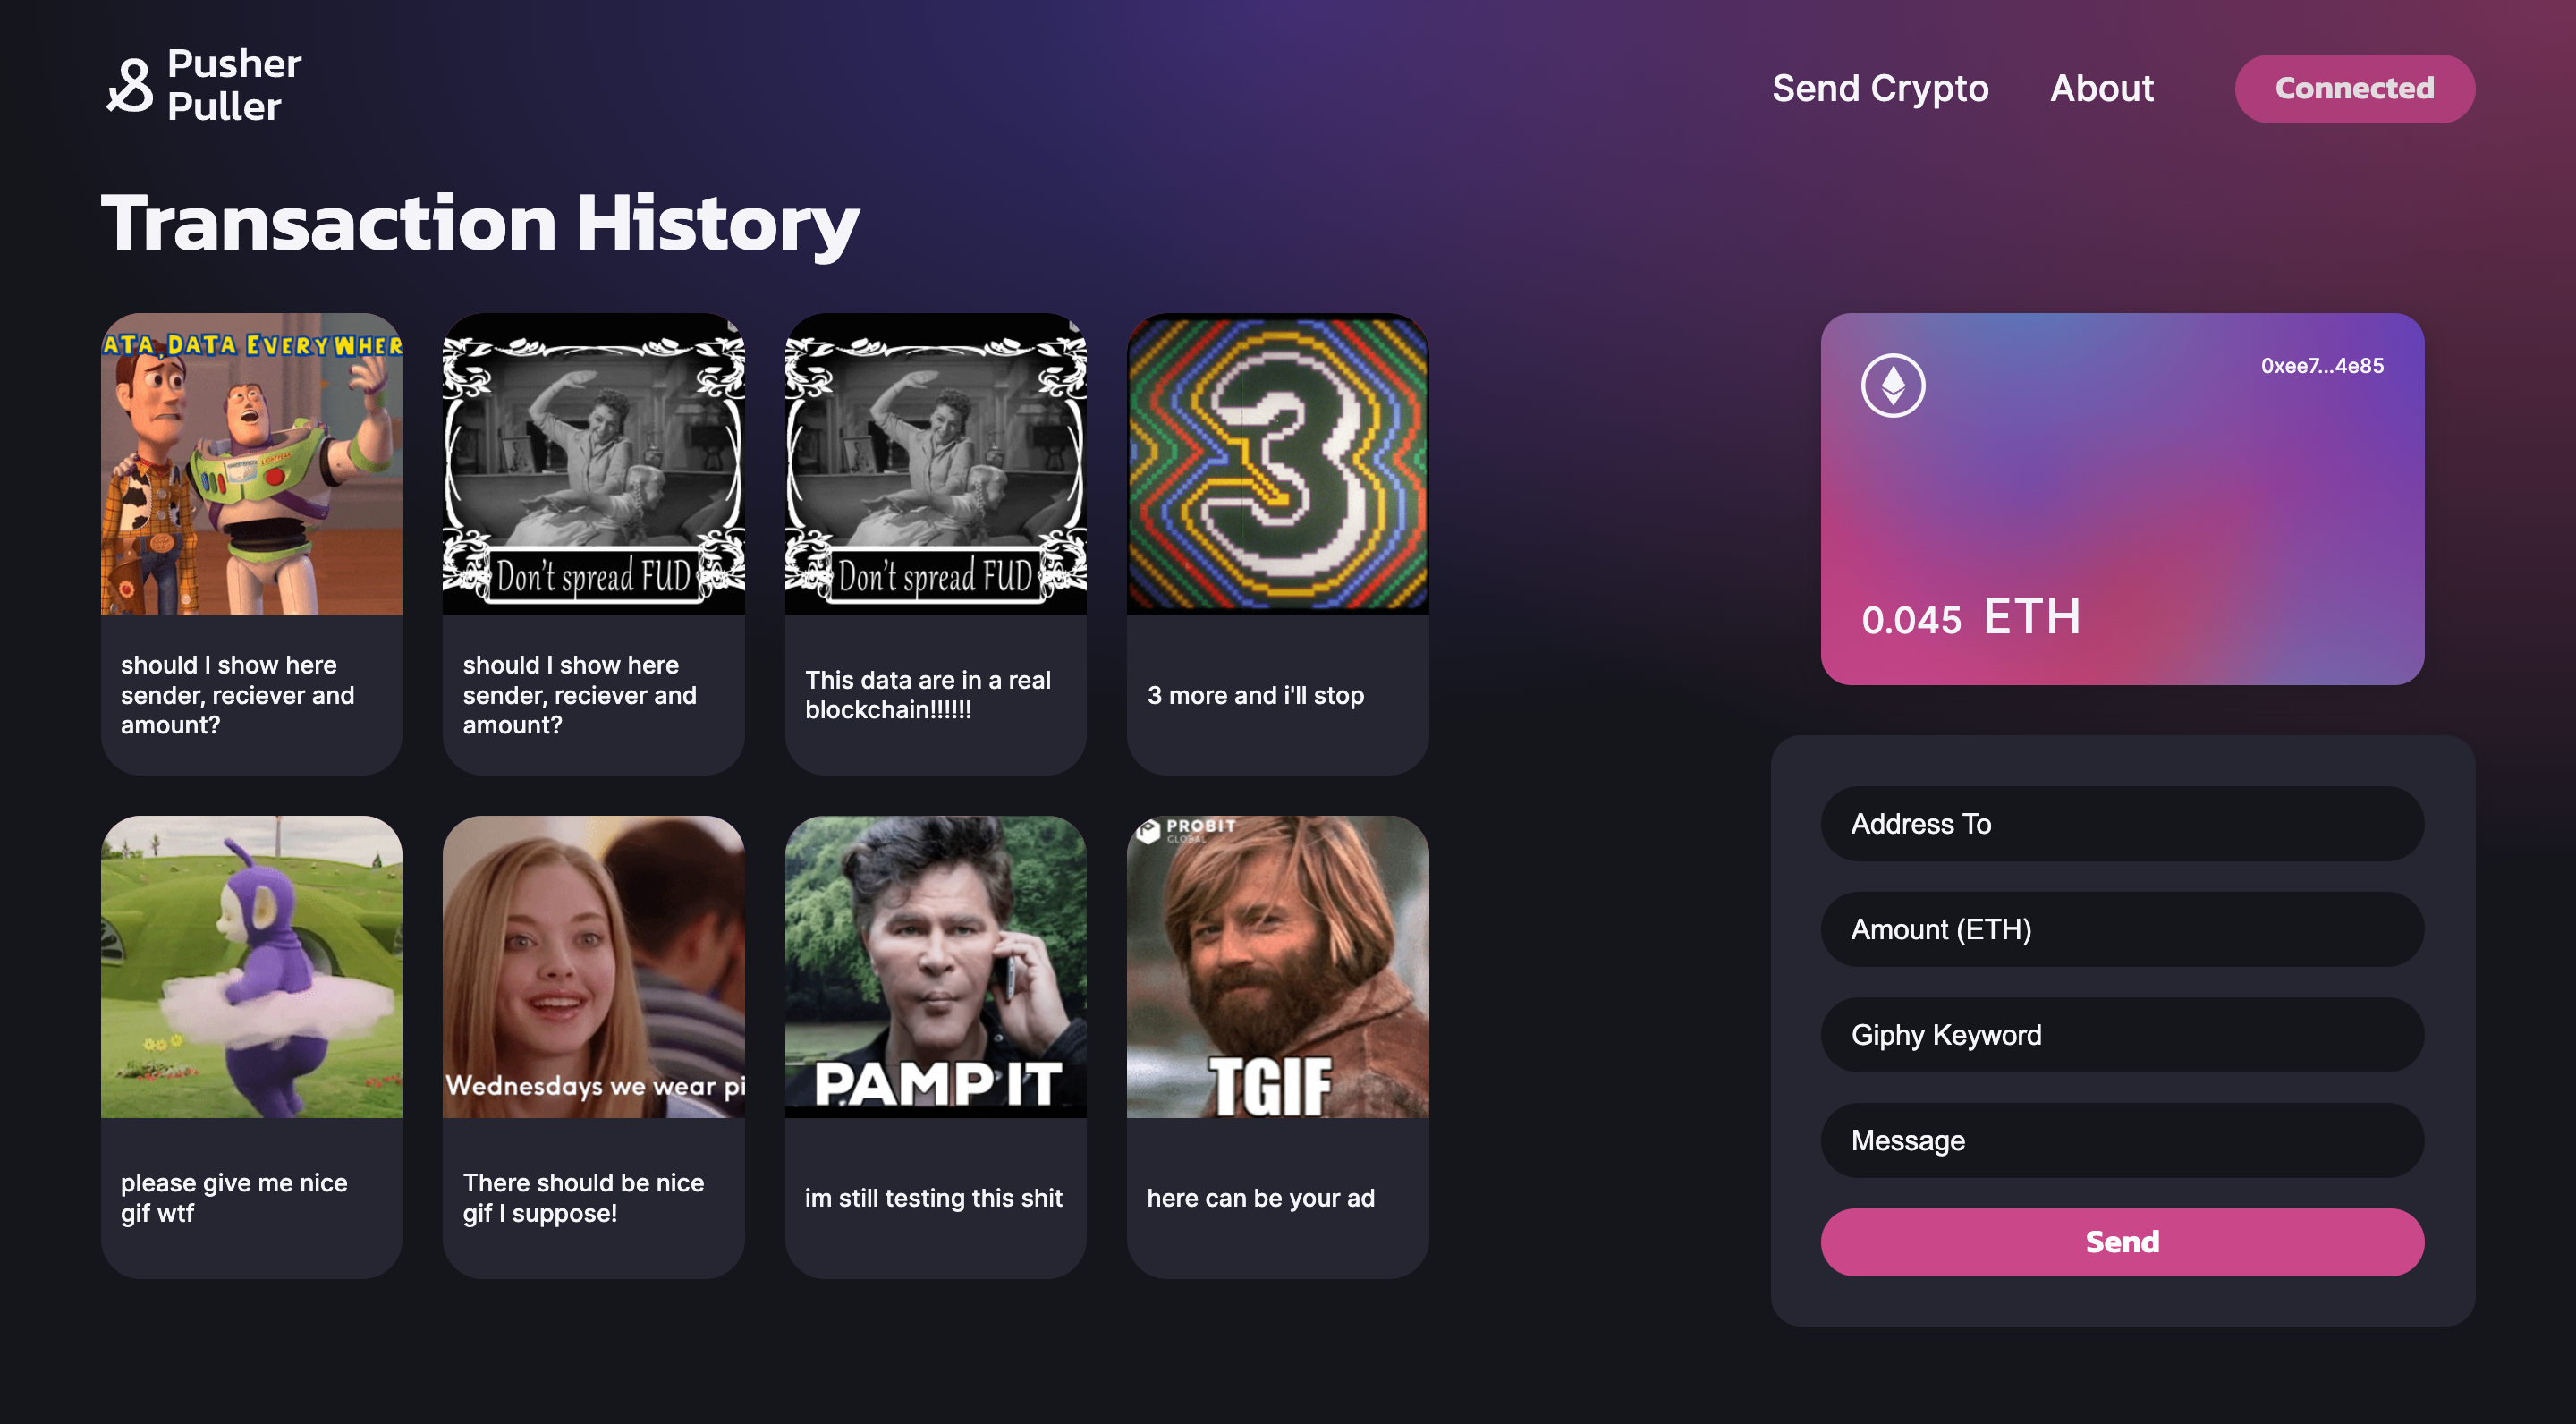 Pusher
Puller
Send Crypto
About
Connected
Transaction History
ATA, DATA EVERYWHER
should I show here
sender, reciever and
amount?
Don't spread FUD
should I show here
sender, reciever and
amount?
Don't spread FUD
This data are in a real
blockchain!!!!!!
3
3 more and i'll stop
0xee7...4e85
0.045 ETH
please give me nice
gif wtf
Wednesdays we wear pi
There should be nice
gif I suppose!
PAMP IT
im still testing this shit
PROBIT
GLOBAL
TGIF
here can be your ad
Address To
Amount (ETH)
Giphy Keyword
Message
Send